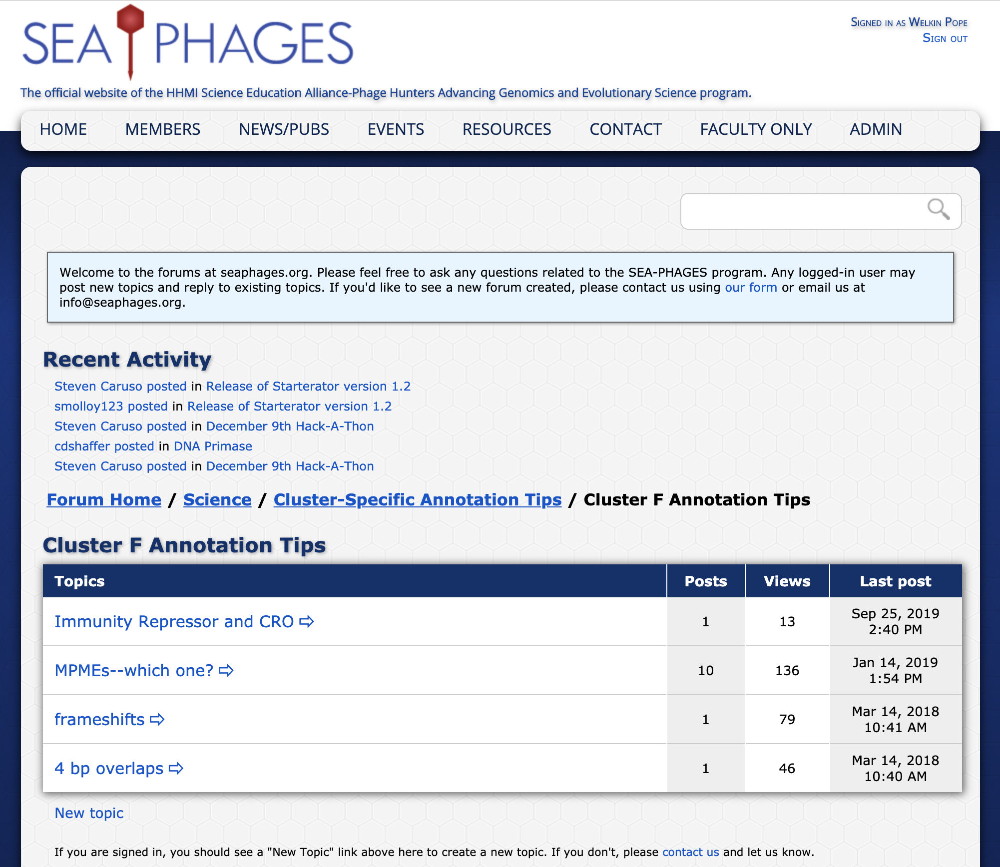 SEA PHAGES
Signed in as Welkin Pope
Sign out
The official website of the HHMI Science Education Alliance-Phage Hunters Advancing Genomics and Evolutionary Science program.
HOME MEMBERS NEWS/PUBS EVENTS RESOURCES CONTACT FACULTY ONLY ADMIN
Welcome to the forums at seaphages.org. Please feel free to ask any questions related to the SEA-PHAGES program. Any logged-in user may
post new topics and reply to existing topics. If you'd like to see a new forum created, please contact us using our form or email us at
info@seaphages.org.
Recent Activity
Steven Caruso posted in Release of Starterator version 1.2
smolloy123 posted in Release of Starterator version 1.2
Steven Caruso posted in December 9th Hack-A-Thon
cdshaffer posted in DNA Primase
Steven Caruso posted in December 9th Hack-A-Thon
Forum Home / Science / Cluster-Specific Annotation Tips / Cluster F Annotation Tips
Cluster F Annotation Tips
Topics Posts Views Last post
Immunity Repressor and CRO ⇨ 1 13 Sep 25, 2019
2:40 PM
MPMEs--which one? ⇨ 10 136 Jan 14, 2019
1:54 PM
frameshifts ⇨ 1 79 Mar 14, 2018
10:41 AM
4 bp overlaps ⇨ 1 46 Mar 14, 2018
10:40 AM
New topic
If you are signed in, you should see a "New Topic" link above here to create a new topic. If you don't, please contact us and let us know.